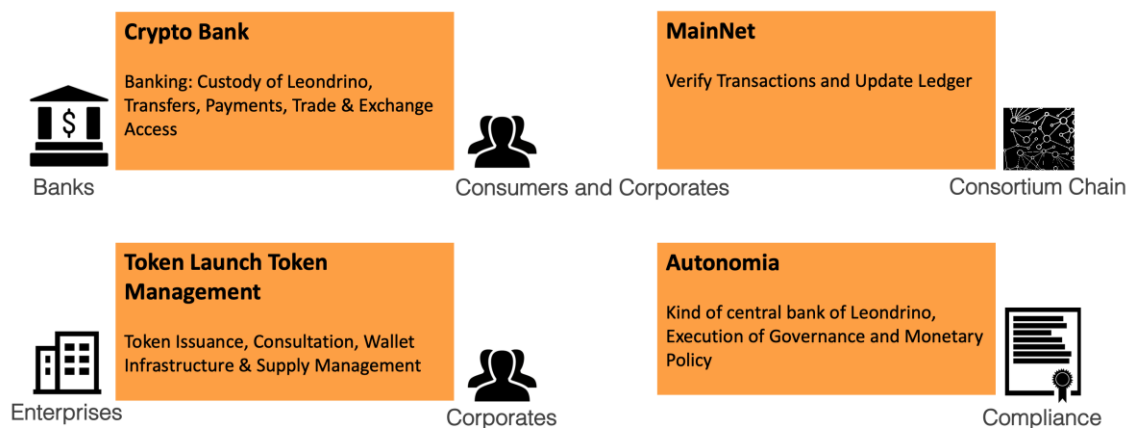 Crypto Bank
Banking: Custody of Leondrino,
Transfers, Payments, Trade & Exchange
Access
$
Banks
Consumers and Corporates
MainNet
Verify Transactions and Update Ledger
Consortium Chain
Token Launch Token
Management
Token Issuance, Consultation, Wallet
Infrastructure & Supply Management
Enterprises
Corporates
Autonomia
Kind of central bank of Leondrino,
Execution of Governance and Monetary
Policy
Compliance